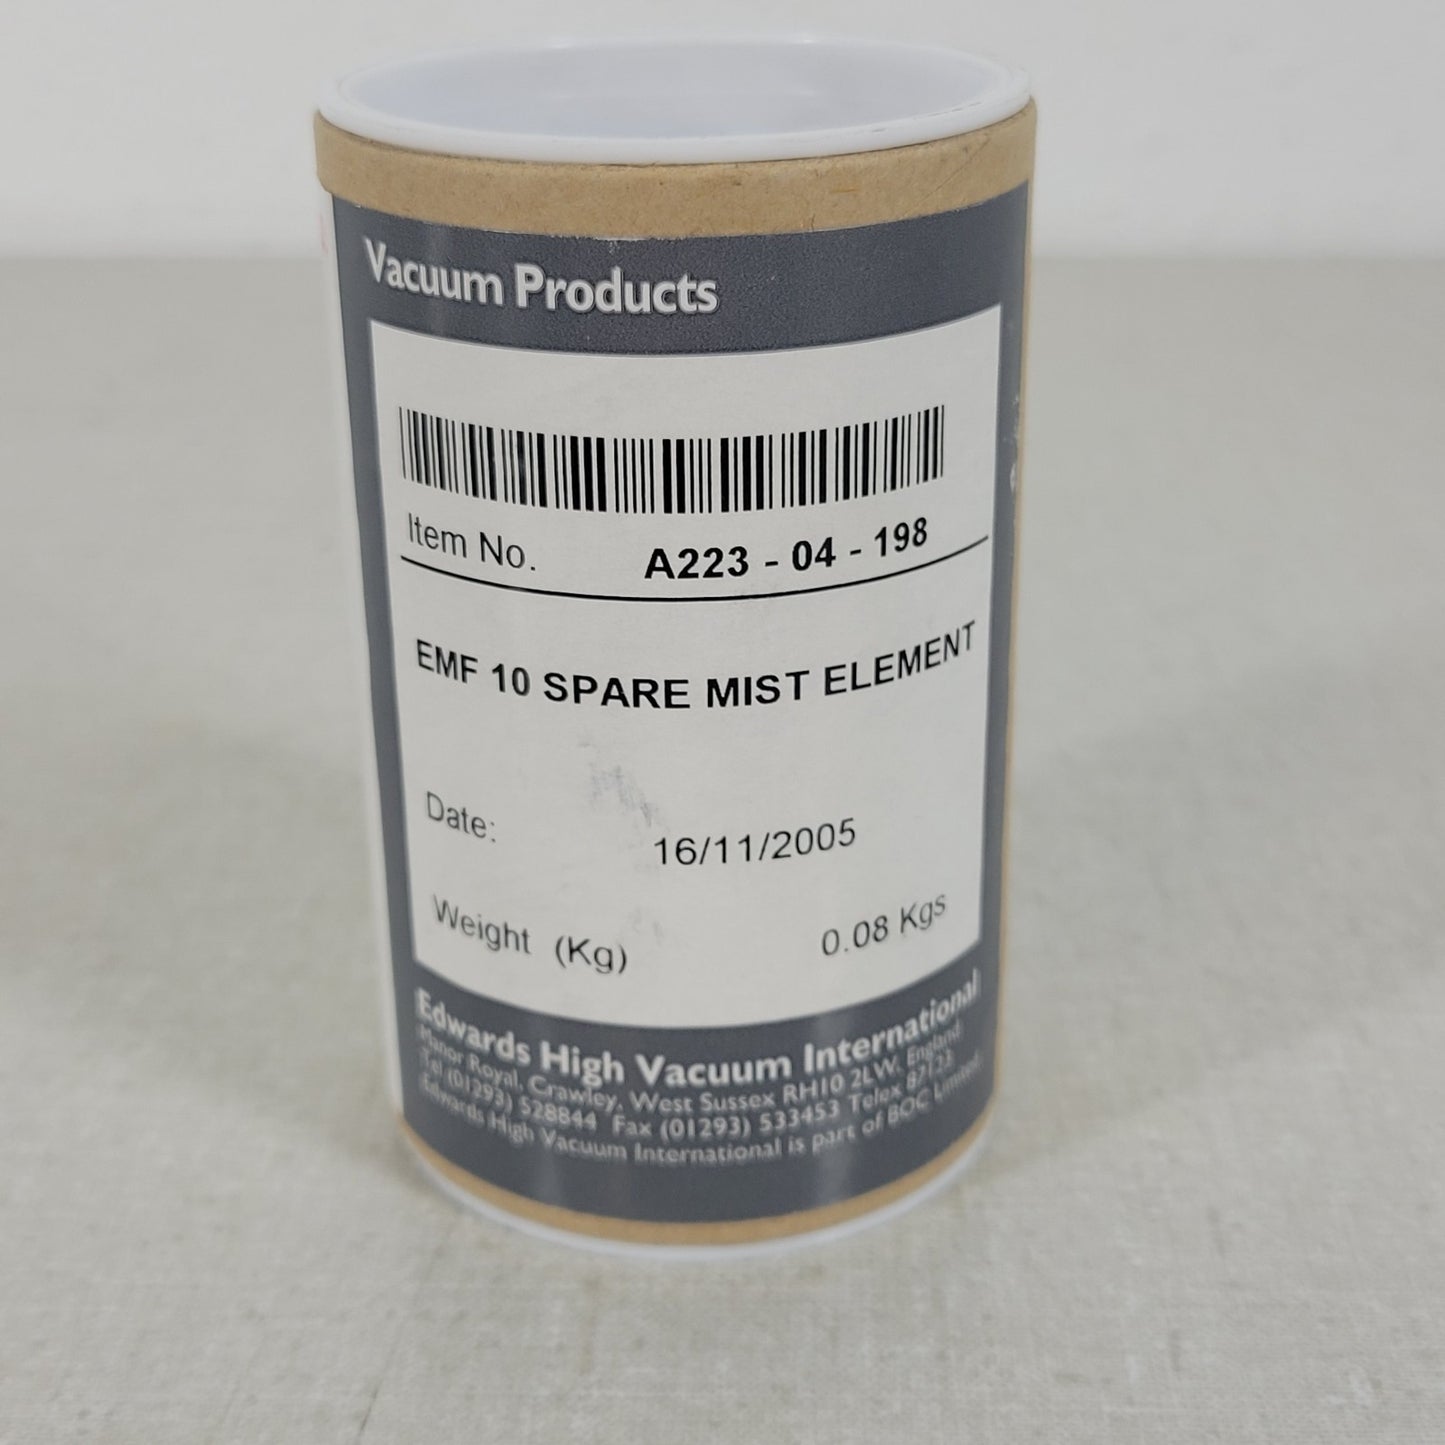 Vacuum Products
Item No. A223 - 04 - 198
EMF 10 SPARE MIST ELEMENT
Date: 16/11/2005
Weight (Kg) 0.08 Kgs
Edwards High Vacuum International
Manor Royal, Crawley, West Sussex RH10 2LW, England
Tel (01293) 528844 Fax (01293) 533453 Telex 87123
Edwards High Vacuum International is part of BOC Limited